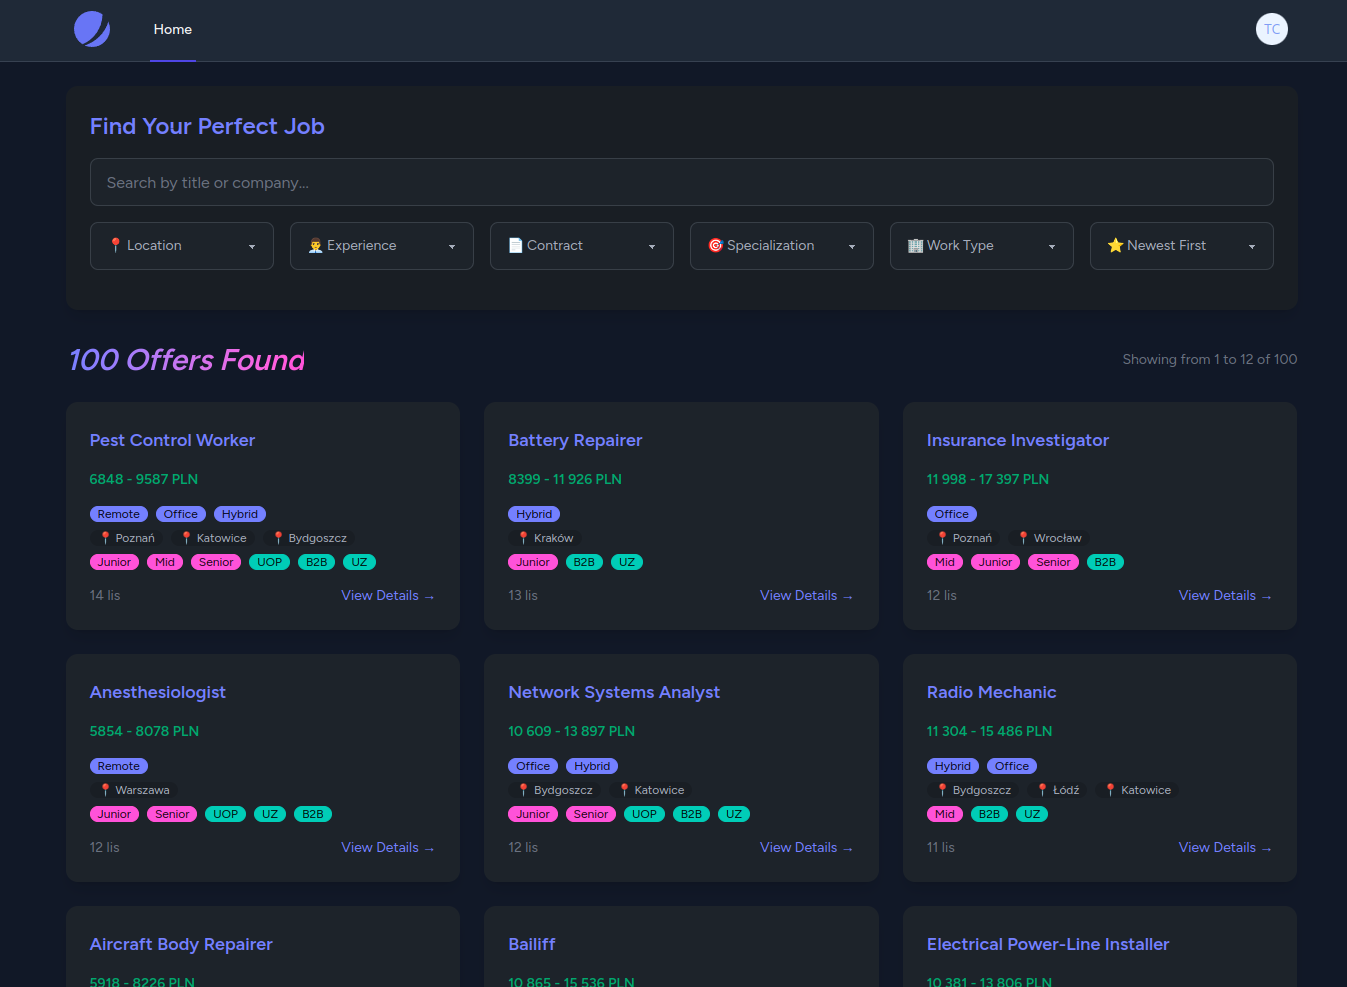 Home
TC
Find Your Perfect Job
Search by title or company...
Location Experience Contract Specialization Work Type Newest First
100 Offers Found
Showing from 1 to 12 of 100
Pest Control Worker
6848 - 9587 PLN
Remote Office Hybrid
Poznań Katowice Bydgoszcz
Junior Mid Senior UOP B2B UZ
14 lis View Details →
Battery Repairer
8399 - 11 926 PLN
Hybrid
Kraków
Junior B2B UZ
13 lis View Details →
Insurance Investigator
11 998 - 17 397 PLN
Office
Poznań Wrocław
Mid Junior Senior B2B
12 lis View Details →
Anesthesiologist
5854 - 8078 PLN
Remote
Warszawa
Junior Senior UOP UZ B2B
12 lis View Details →
Network Systems Analyst
10 609 - 13 897 PLN
Office Hybrid
Bydgoszcz Katowice
Junior Senior UOP B2B UZ
12 lis View Details →
Radio Mechanic
11 304 - 15 486 PLN
Hybrid Office
Bydgoszcz Łódź Katowice
Mid B2B UZ
11 lis View Details →
Aircraft Body Repairer
5918 - 8226 PLN
Bailiff
10 865 - 15 536 PLN
Electrical Power-Line Installer
10 381 - 13 806 PLN